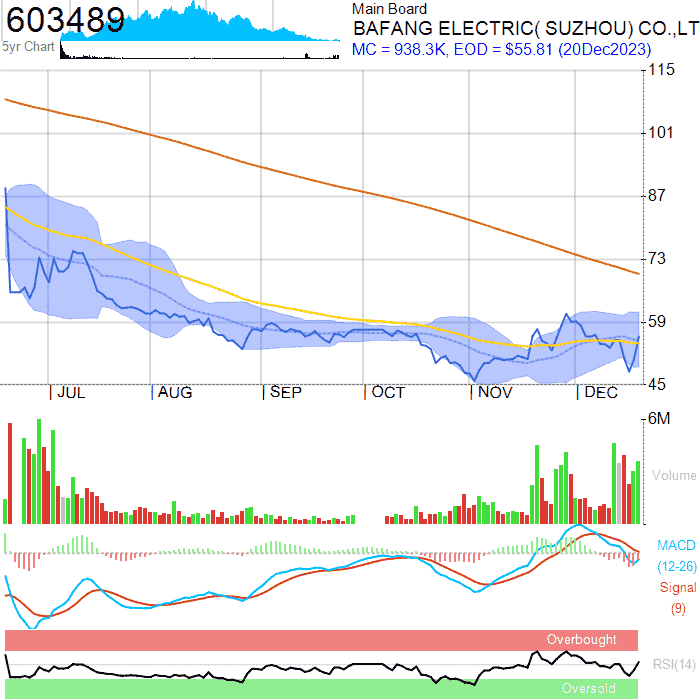 603489
5yr Chart
Main Board
BAFANG ELECTRIC( SUZHOU) CO.,LT
MC = 938.3K, EOD = $55.81 (20Dec2023)
115
101
87
73
59
45
JUL
AUG
SEP
OCT
NOV
DEC
6M
Volume
MACD
(12-26)
Signal
(9)
Overbought
RSI(14)
Oversold